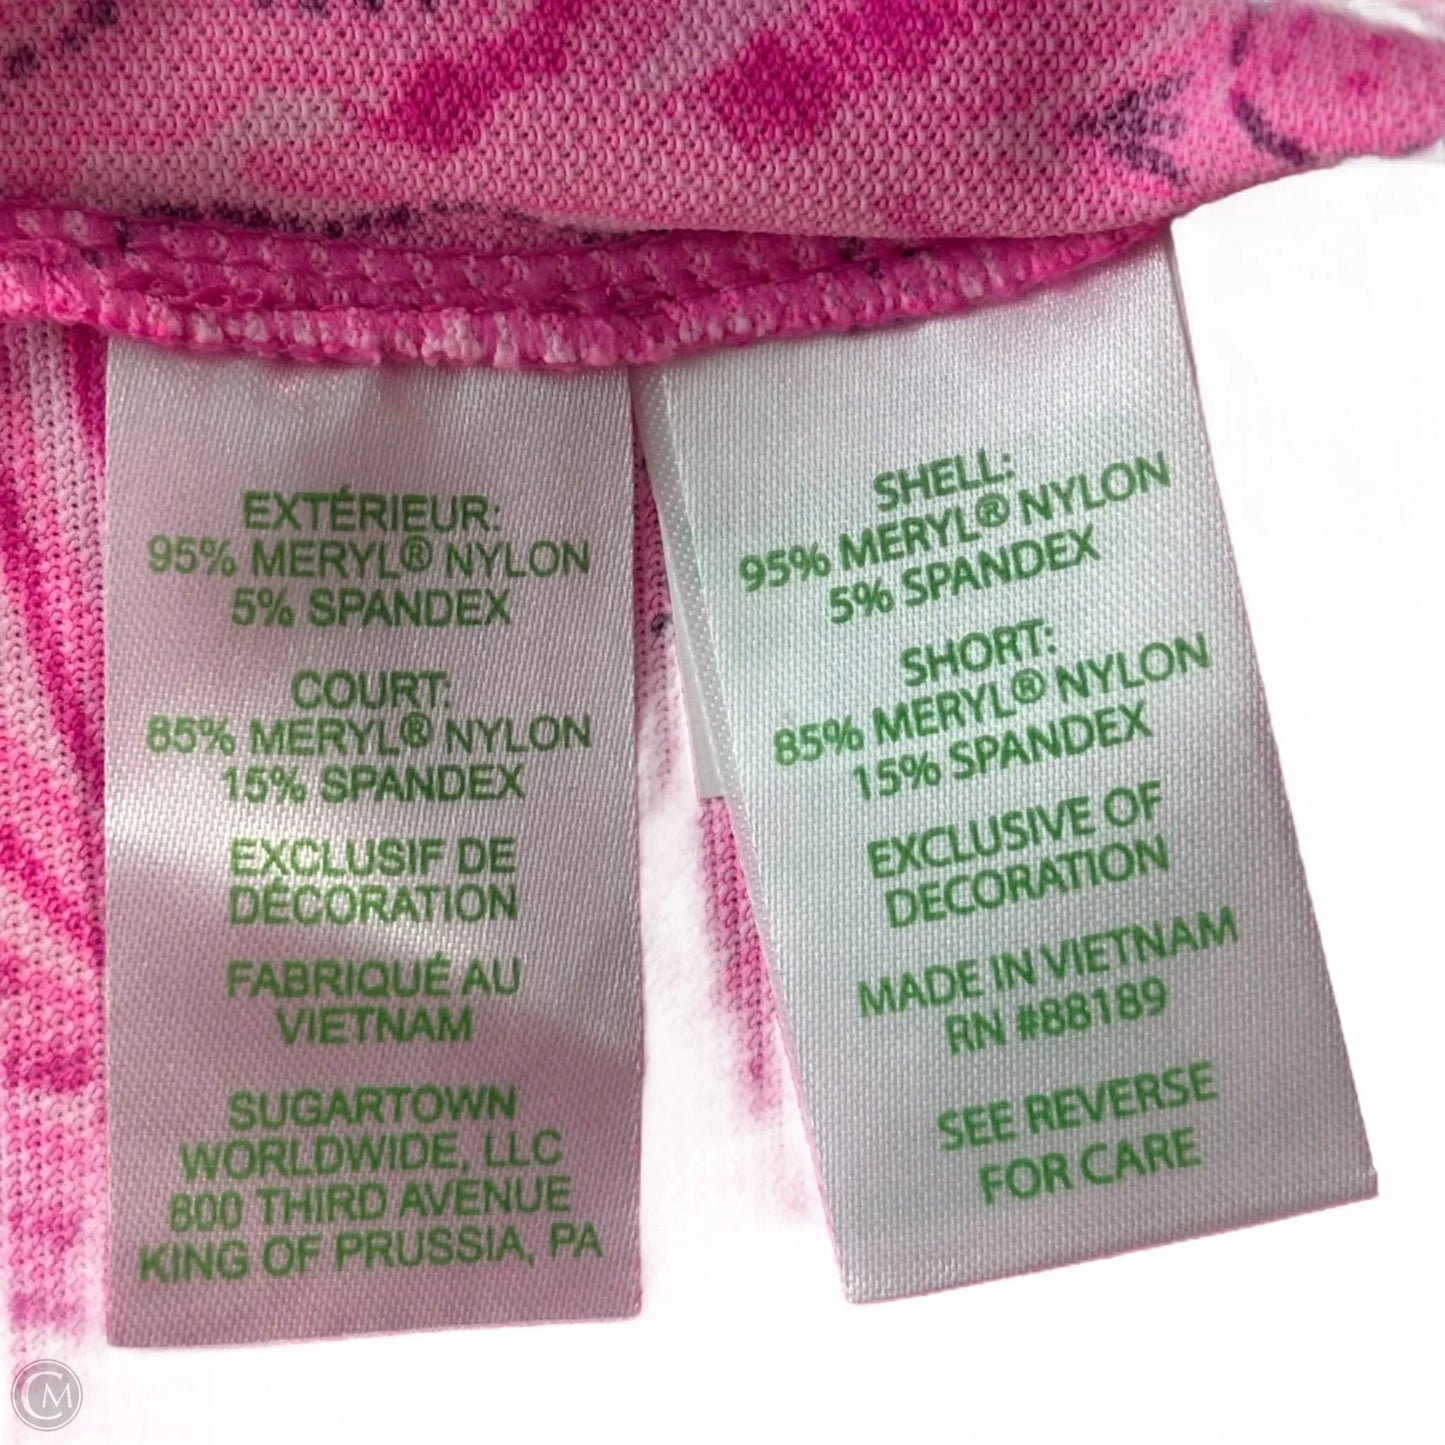 EXTÉRIEUR:
95% MERYL® NYLON
5% SPANDEX
COURT:
85% MERYL® NYLON
15% SPANDEX
EXCLUSIF DE
DÉCORATION
FABRIQUÉ AU
VIETNAM
SUGARTOWN
WORLDWIDE, LLC
800 THIRD AVENUE
KING OF PRUSSIA, PA
SHELL:
95% MERYL® NYLON
5% SPANDEX
SHORT:
85% MERYL® NYLON
15% SPANDEX
EXCLUSIVE OF
DECORATION
MADE IN VIETNAM
RN #88189
SEE REVERSE
FOR CARE
CM